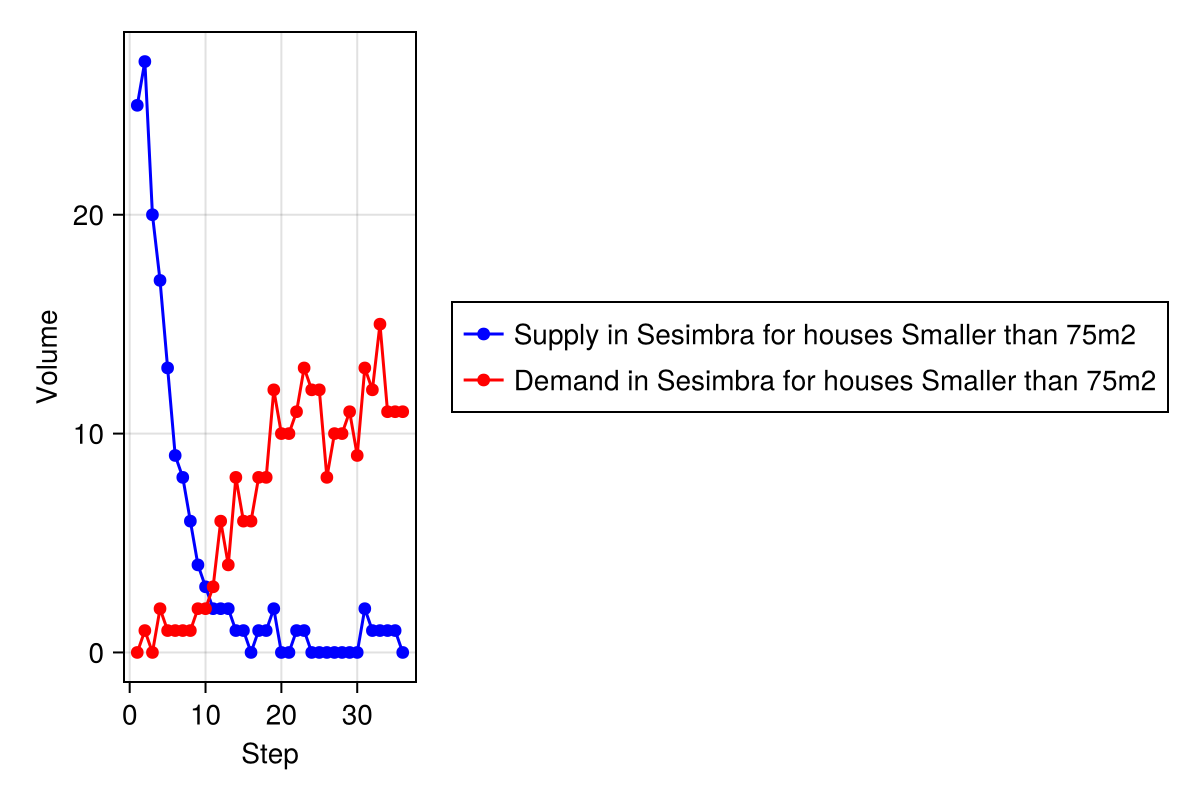 Volume
20
10
0
0 10 20 30
Step
Supply in Sesimbra for houses Smaller than 75m2
Demand in Sesimbra for houses Smaller than 75m2